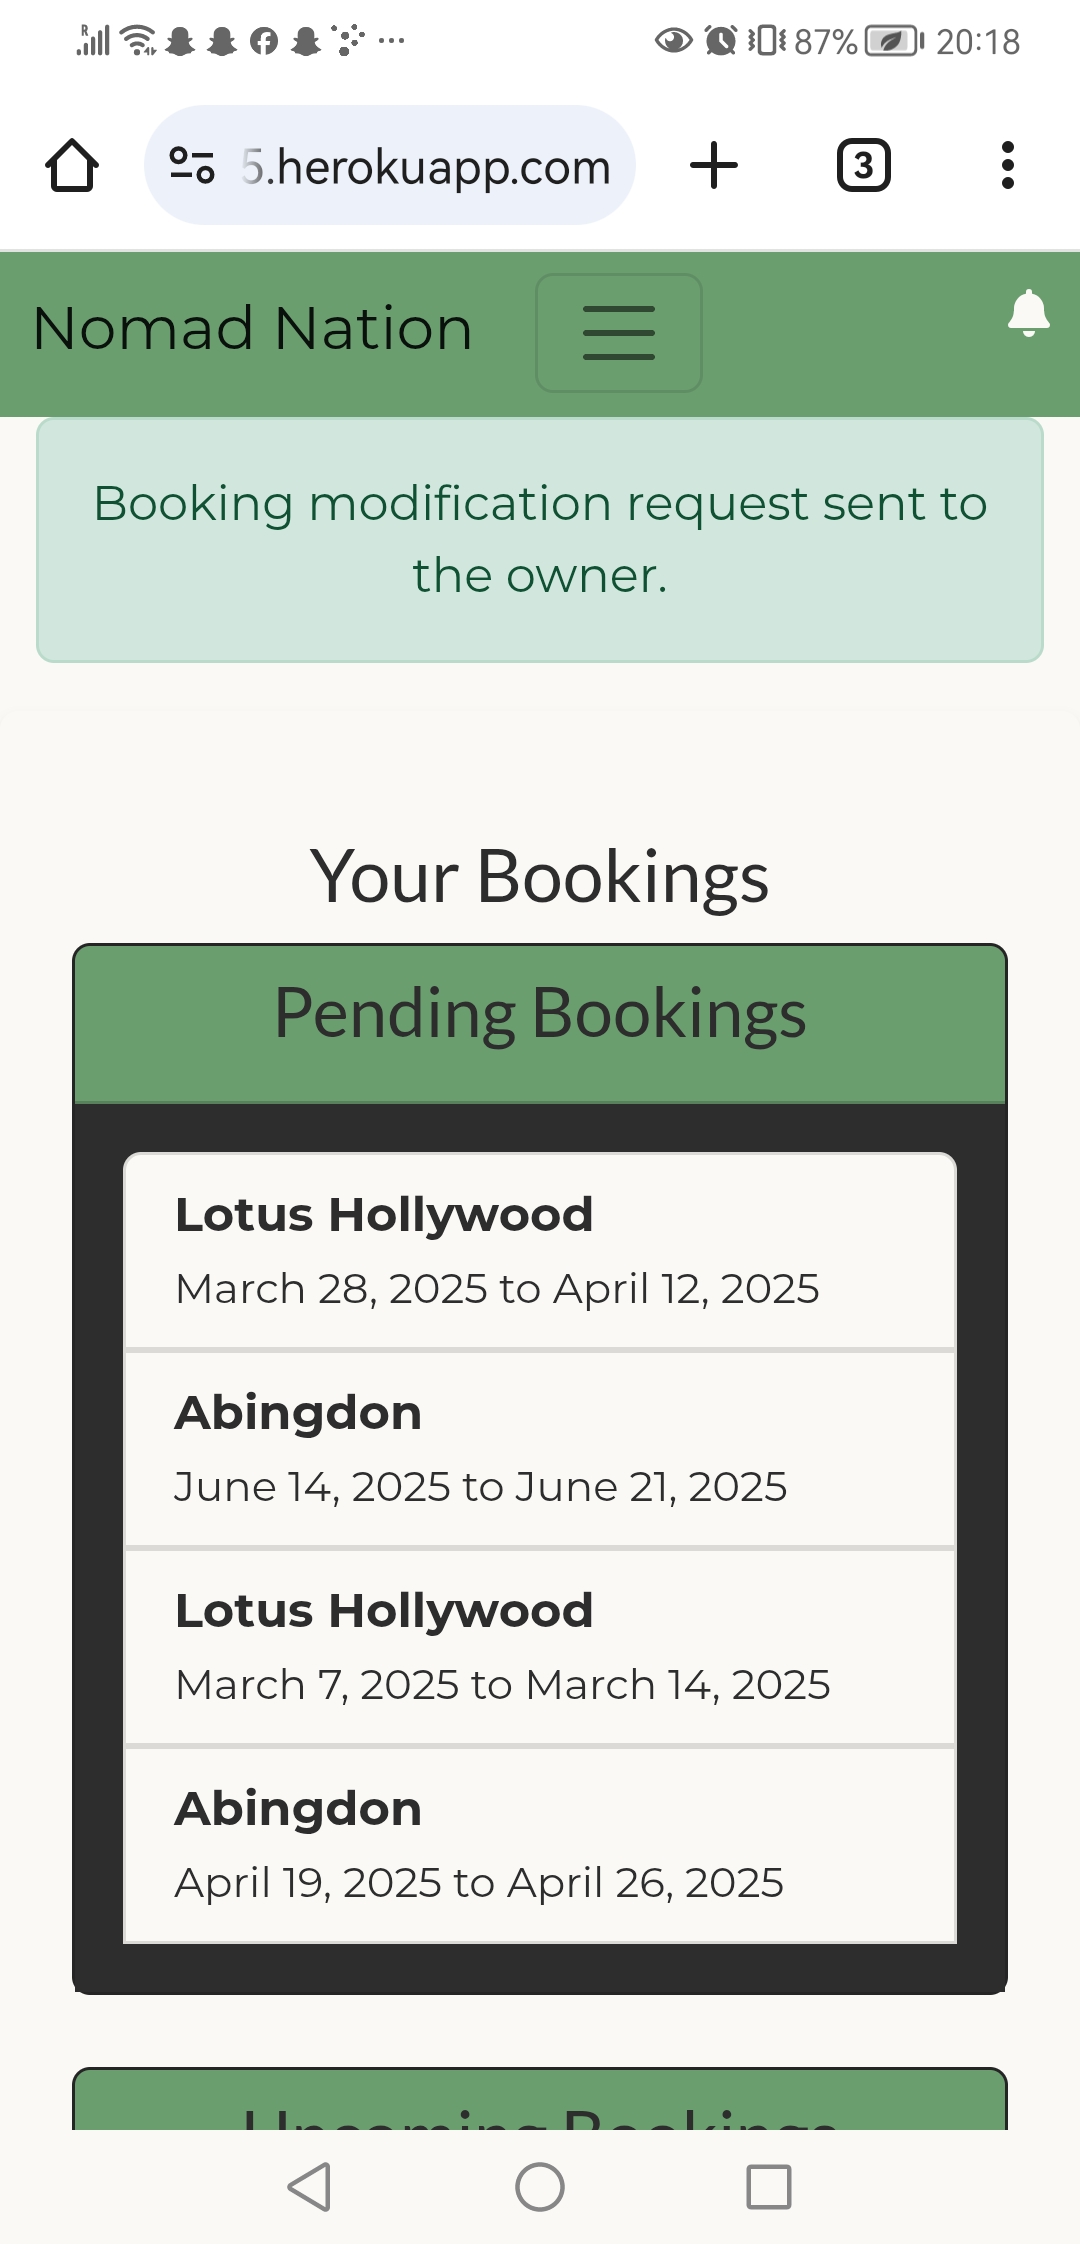 R
87%
20:18
5.herokuapp.com
3
Nomad Nation
Booking modification request sent to
the owner.
Your Bookings
Pending Bookings
Lotus Hollywood
March 28, 2025 to April 12, 2025
Abingdon
June 14, 2025 to June 21, 2025
Lotus Hollywood
March 7, 2025 to March 14, 2025
Abingdon
April 19, 2025 to April 26, 2025
Upcoming Bookings